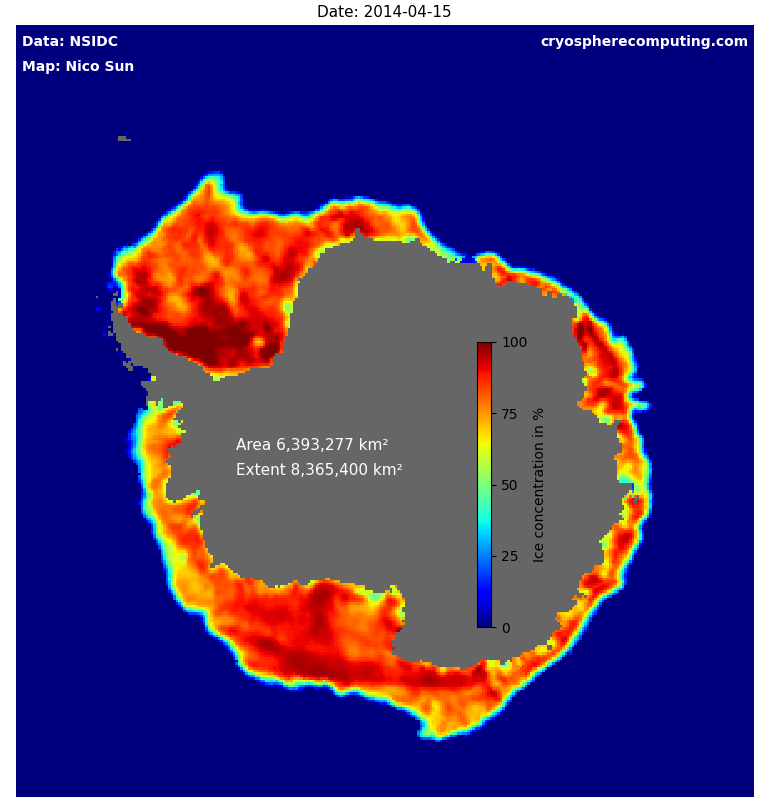 Date: 2014-04-15
Data: NSIDC
cryospherecomputing.com
Map: Nico Sun
100
75
50
25
0
Ice concentration in %
Area 6,393,277 km²
Extent 8,365,400 km²